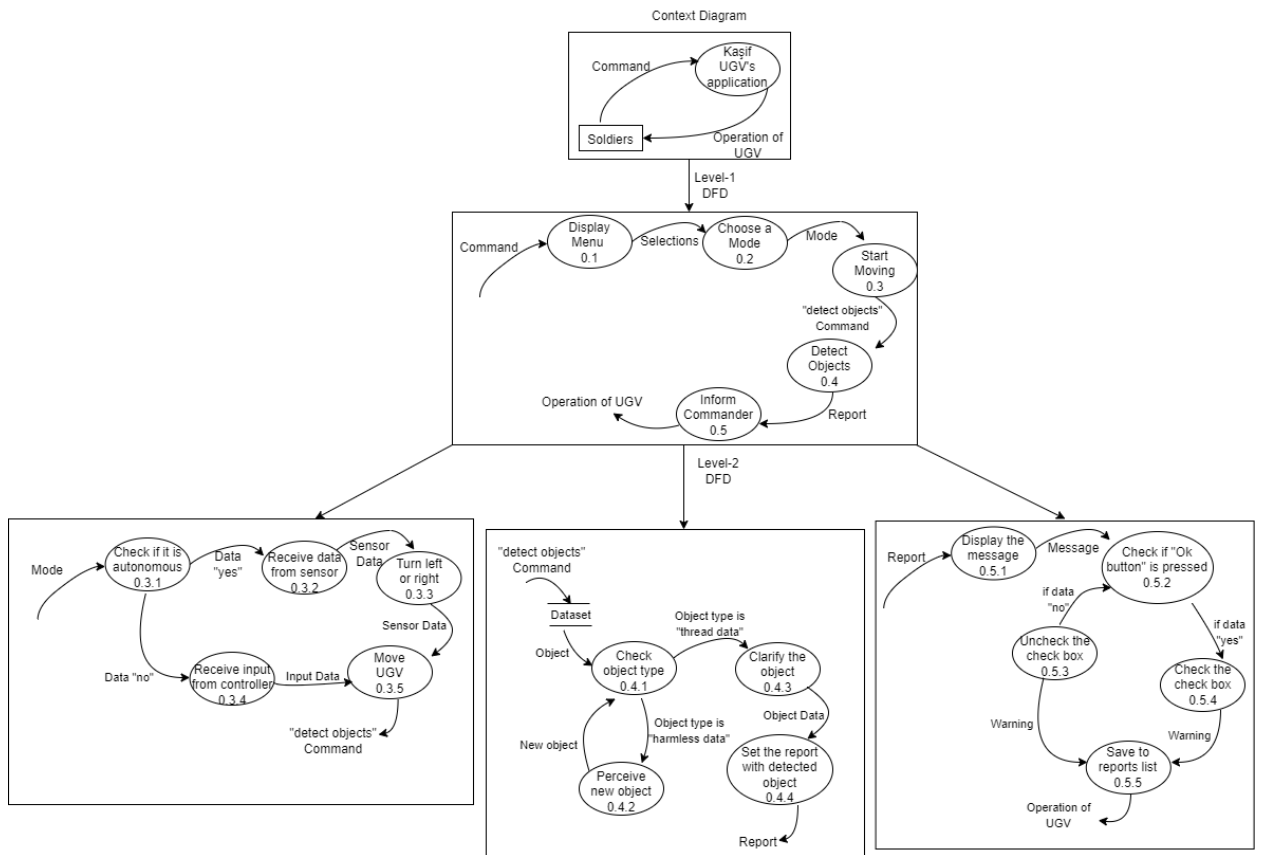 Context Diagram
Kaşif
UGV's
application
Command
Soldiers
Operation of
UGV
Level-1
DFD
Command
Display
Menu
0.1
Selections
Choose a
Mode
0.2
Mode
Start
Moving
0.3
"detect objects"
Command
Detect
Objects
0.4
Report
Inform
Commander
0.5
Operation of UGV
Level-2
DFD
Mode
Check if it is
autonomous
0.3.1
Data
"yes"
Receive data
from sensor
0.3.2
Sensor
Data
Turn left
or right
0.3.3
Sensor Data
Data "no"
Receive input
from controller
0.3.4
Input Data
Move
UGV
0.3.5
"detect objects"
Command
"detect objects"
Command
Dataset
Object
Check
object type
0.4.1
Object type is
"thread data"
Clarify the
object
0.4.3
Object type is
"harmless data"
New object
Perceive
new object
0.4.2
Object Data
Set the report
with detected
object
0.4.4
Report
Report
Display the
message
0.5.1
Message
Check if "Ok
button" is pressed
0.5.2
if data
"no"
if data
"yes"
Uncheck the
check box
0.5.3
Check the
check box
0.5.4
Warning
Warning
Save to
reports list
0.5.5
Operation of
UGV